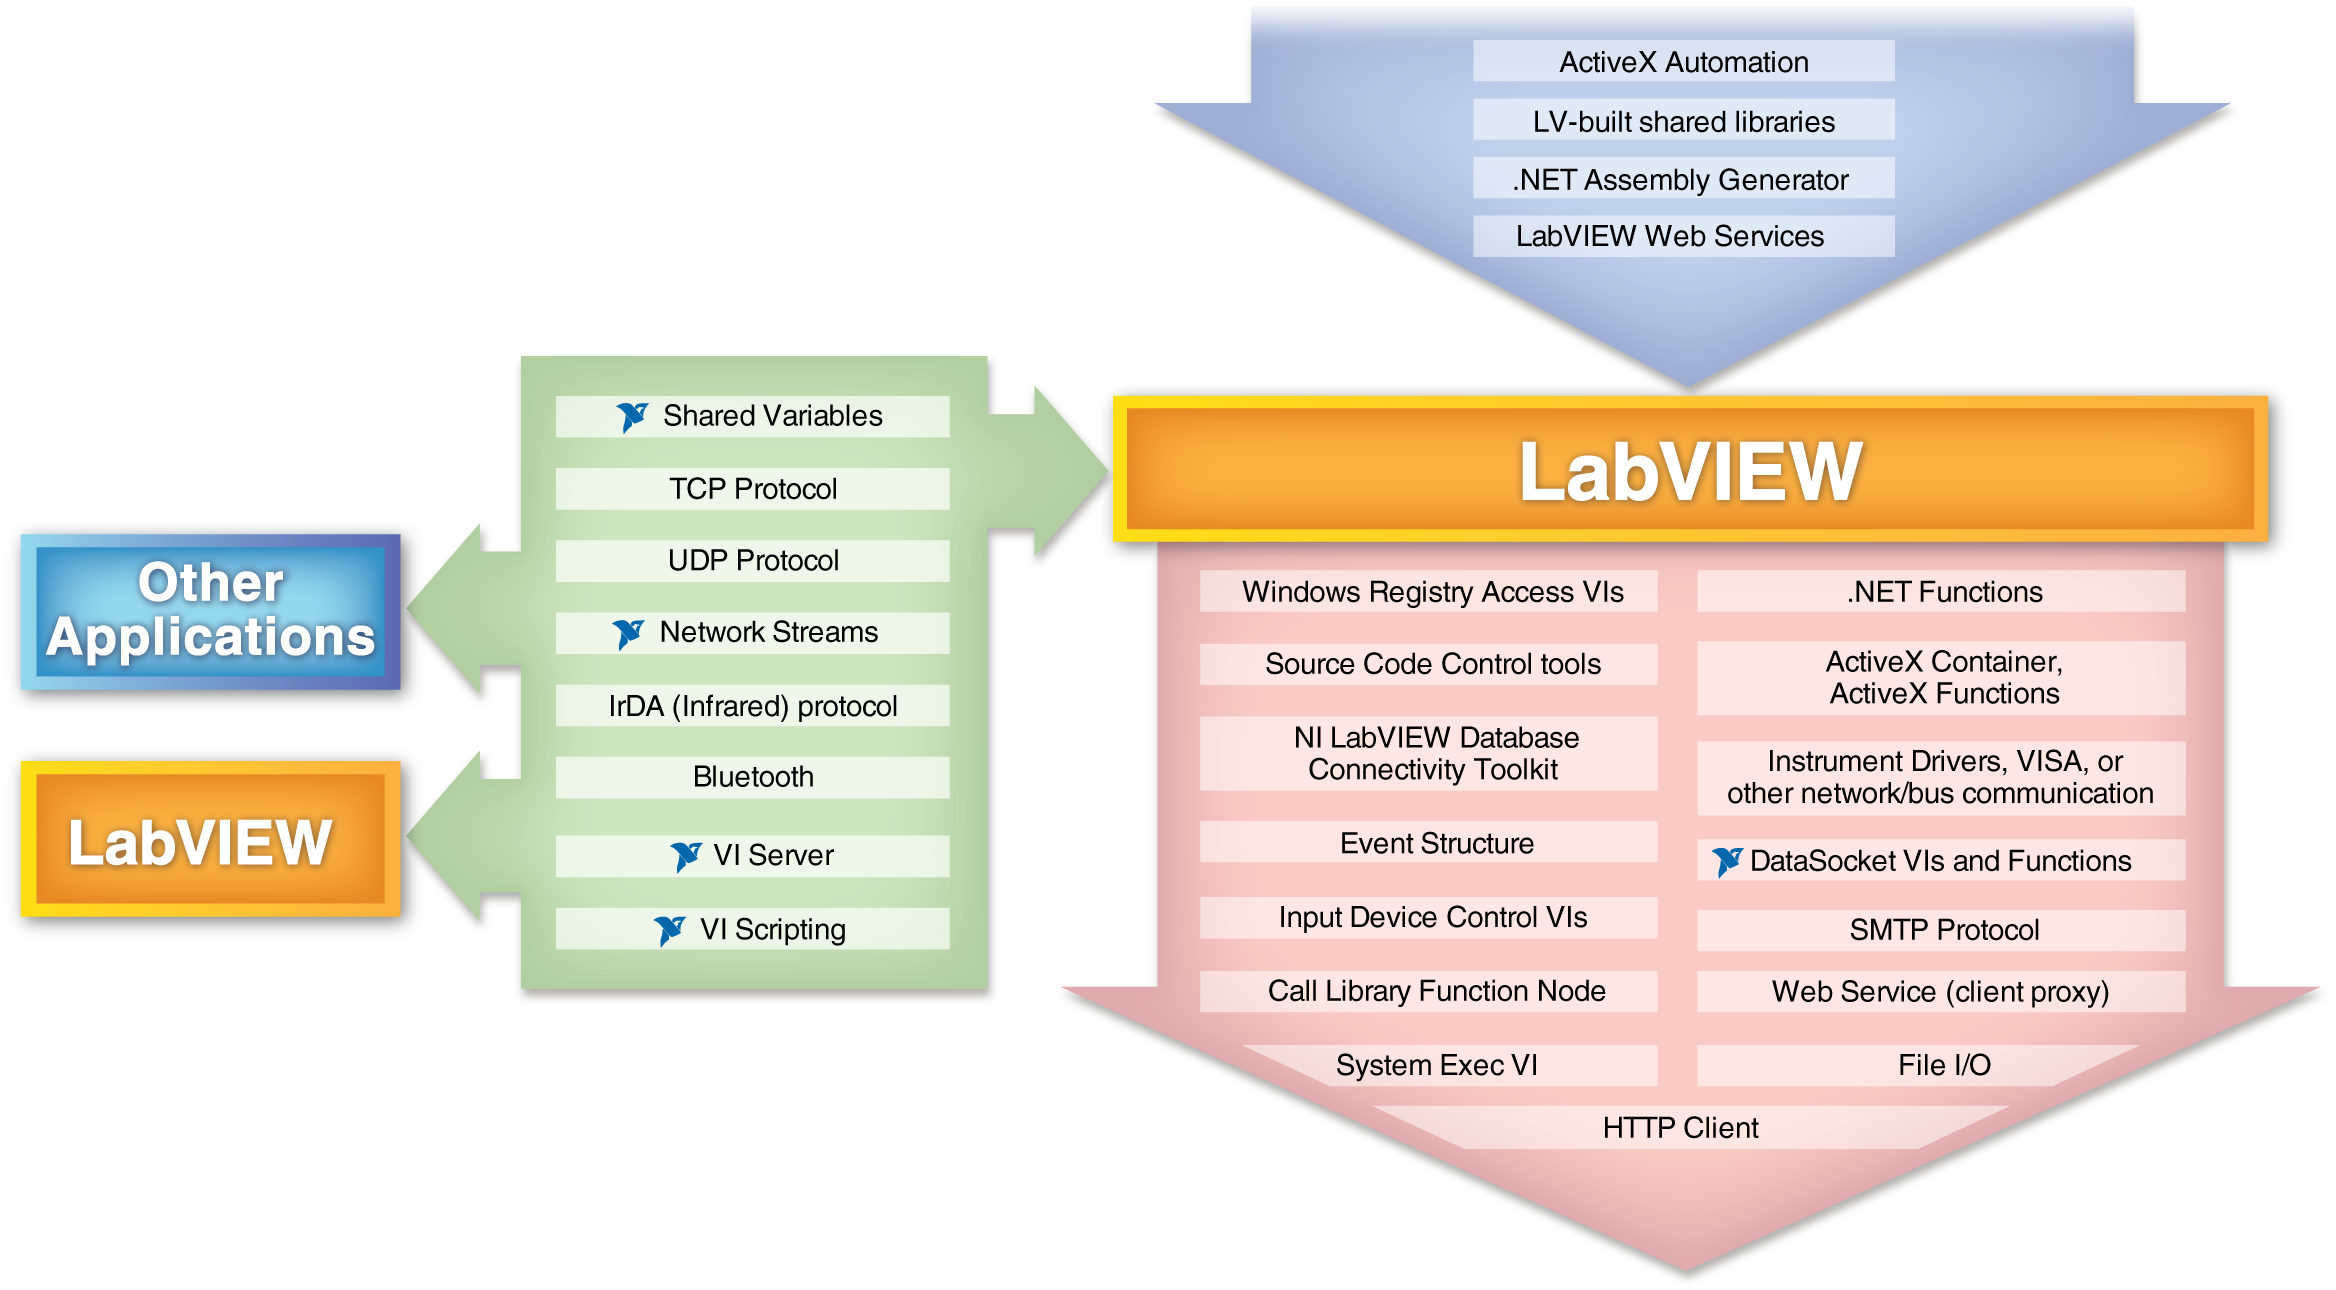 ActiveX Automation
LV-built shared libraries
.NET Assembly Generator
LabVIEW Web Services
LabVIEW
Shared Variables
TCP Protocol
UDP Protocol
Network Streams
IrDA (Infrared) protocol
Bluetooth
VI Server
VI Scripting
Other
Applications
LabVIEW
Windows Registry Access VIs
Source Code Control tools
NI LabVIEW Database
Connectivity Toolkit
Event Structure
Input Device Control VIs
Call Library Function Node
System Exec VI
.NET Functions
ActiveX Container,
ActiveX Functions
Instrument Drivers, VISA, or
other network/bus communication
DataSocket VIs and Functions
SMTP Protocol
Web Service (client proxy)
File I/O
HTTP Client